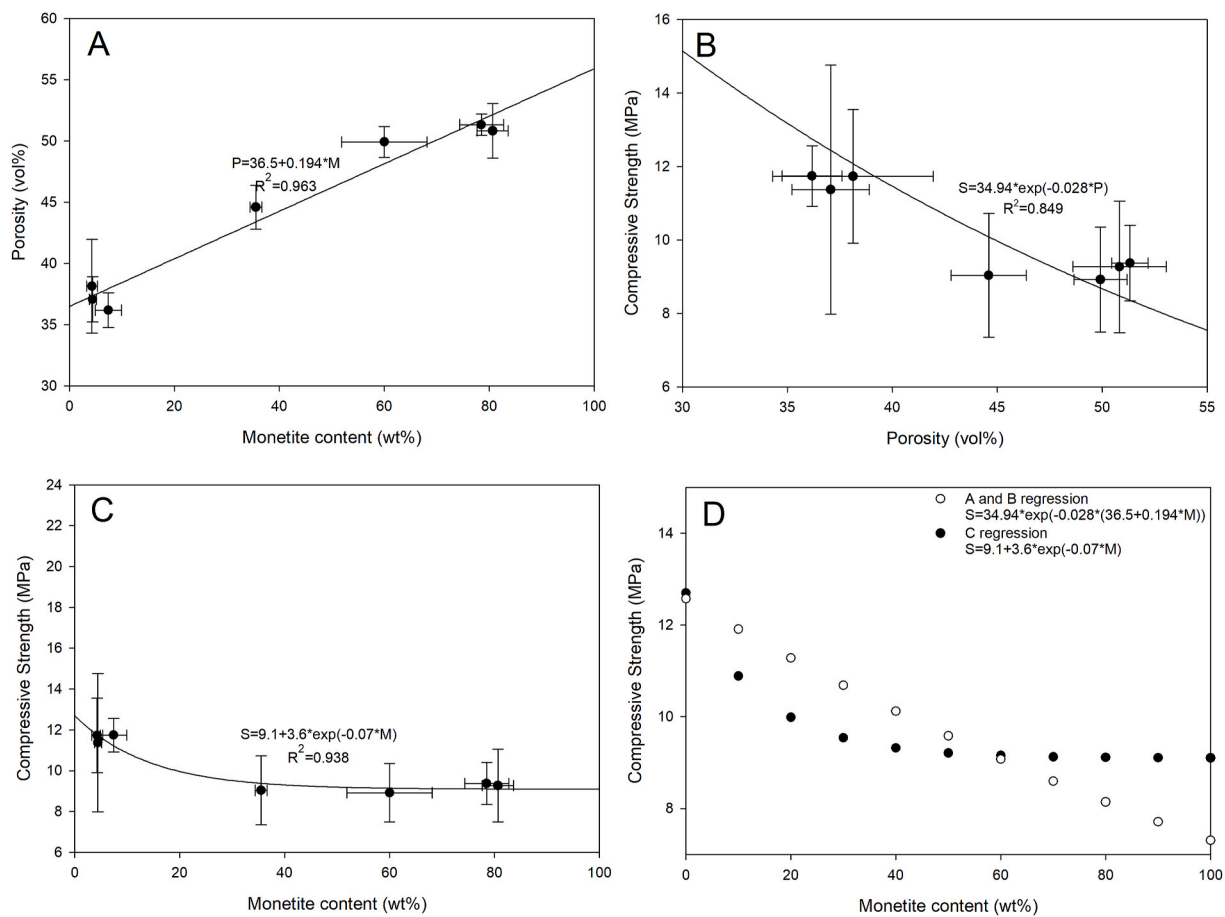 A
60
55
50
45
40
35
30
Porosity (vol%)
P=36.5+0.194*M
R²=0.963
0 20 40 60 80 100
Monetite content (wt%)
B
16
14
12
10
8
6
Compressive Strength (MPa)
S=34.94*exp(-0.028*P)
R²=0.849
30 35 40 45 50 55
Porosity (vol%)
C
24
22
20
18
16
14
12
10
8
6
Compressive Strength (MPa)
S=9.1+3.6*exp(-0.07*M)
R²=0.938
0 20 40 60 80 100
Monetite content (wt%)
D
A and B regression
S=34.94*exp(-0.028*(36.5+0.194*M))
C regression
S=9.1+3.6*exp(-0.07*M)
14
12
10
8
Compressive Strength (MPa)
0 20 40 60 80 100
Monetite content (wt%)